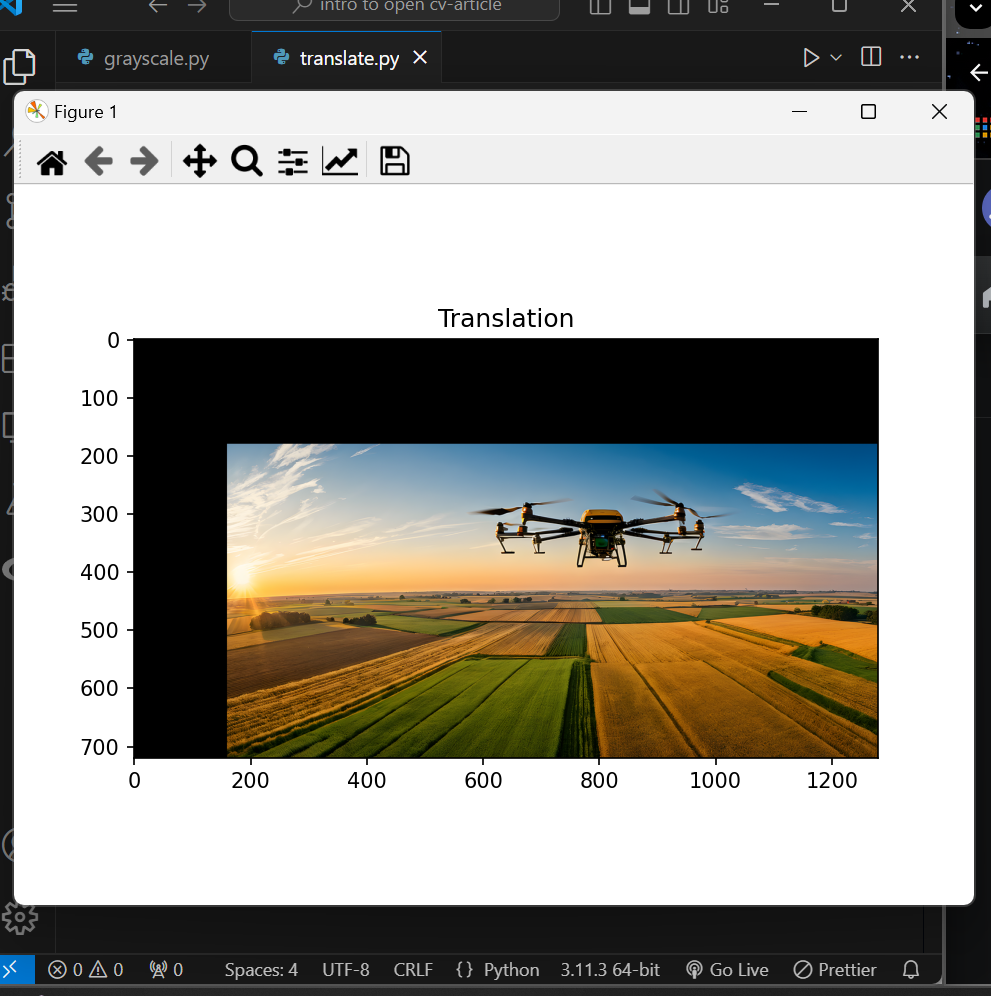 intro to open cv-article
grayscale.py
translate.py
Figure 1
Translation
0
100
200
300
400
500
600
700
0 200 400 600 800 1000 1200
0 0 0 Spaces: 4 UTF-8 CRLF {} Python 3.11.3 64-bit Go Live Prettier